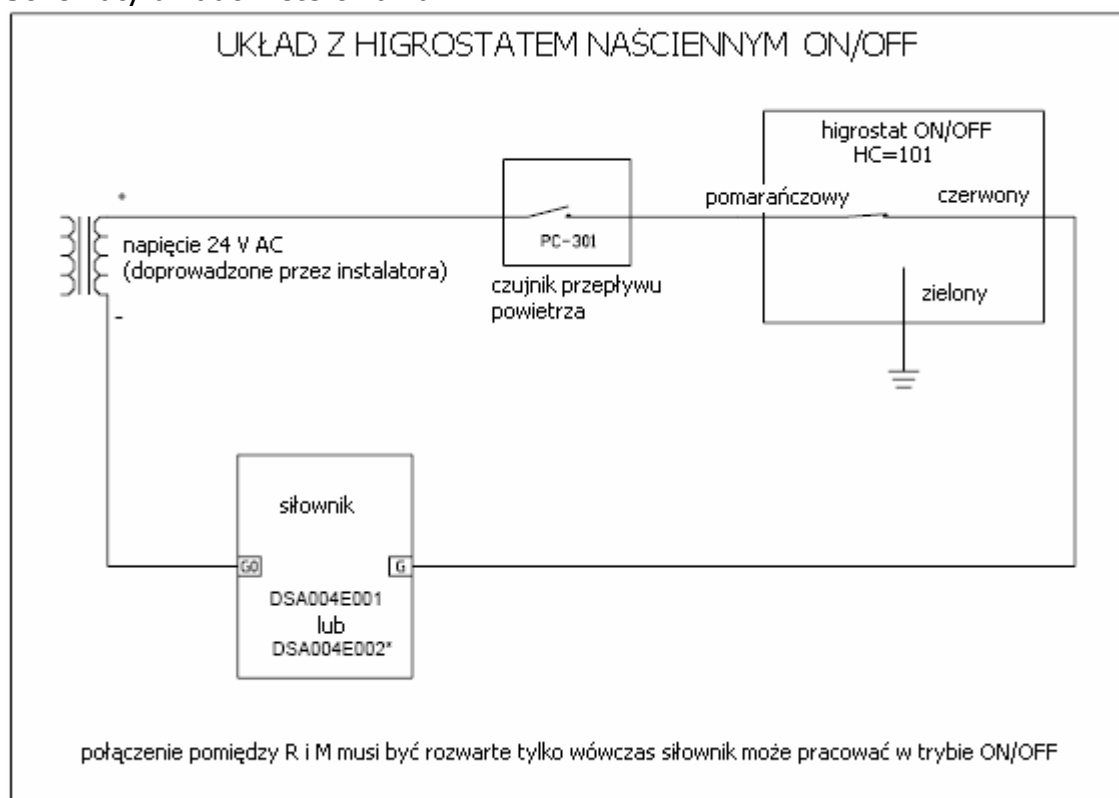 UKŁAD Z HIGROSTATEM NAŚCIENNYM ON/OFF
higrostat ON/OFF
HC=101
pomarańczowy
czerwony
+
napięcie 24 V AC
(doprowadzone przez instalatora)
PC-301
czujnik przepływu
powietrza
zielony
-
siłownik
G0
G
DSA004E001
lub
DSA004E002*
połączenie pomiędzy R i M musi być rozwarte tylko wówczas siłownik może pracować w trybie ON/OFF